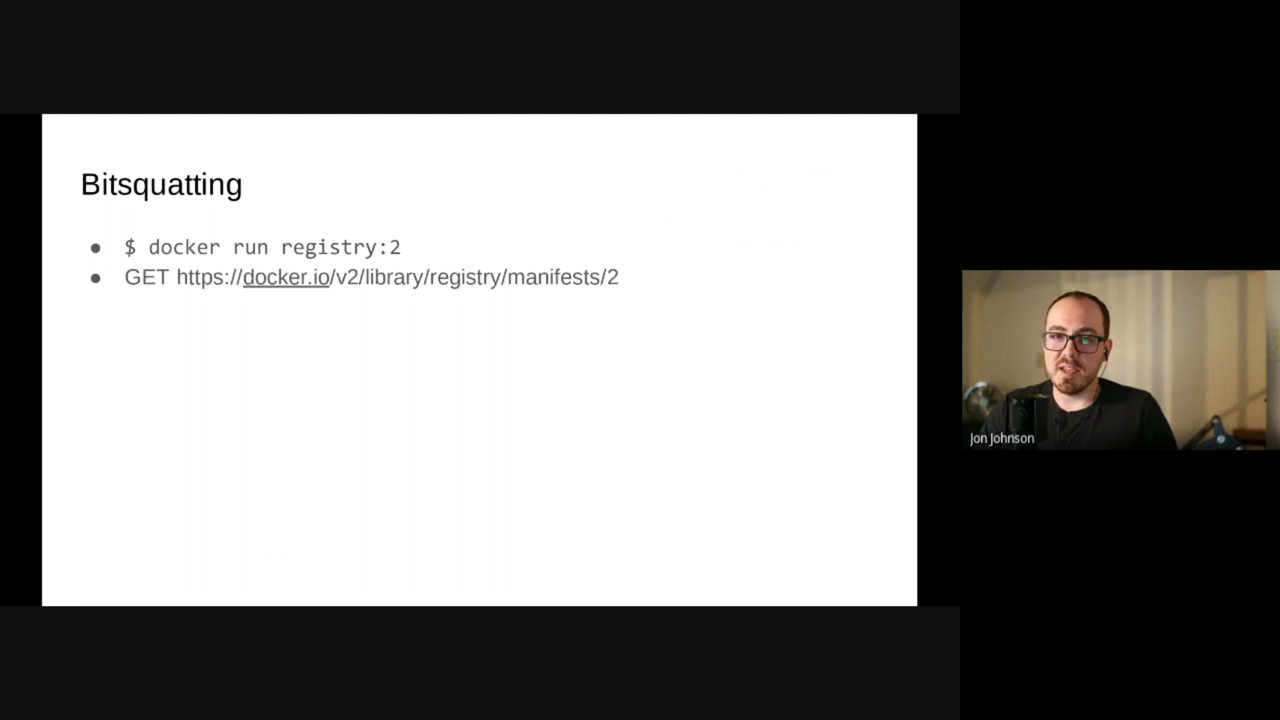 Bitsquatting
● $ docker run registry:2
● GET https://docker.io/v2/library/registry/manifests/2
Jon Johnson